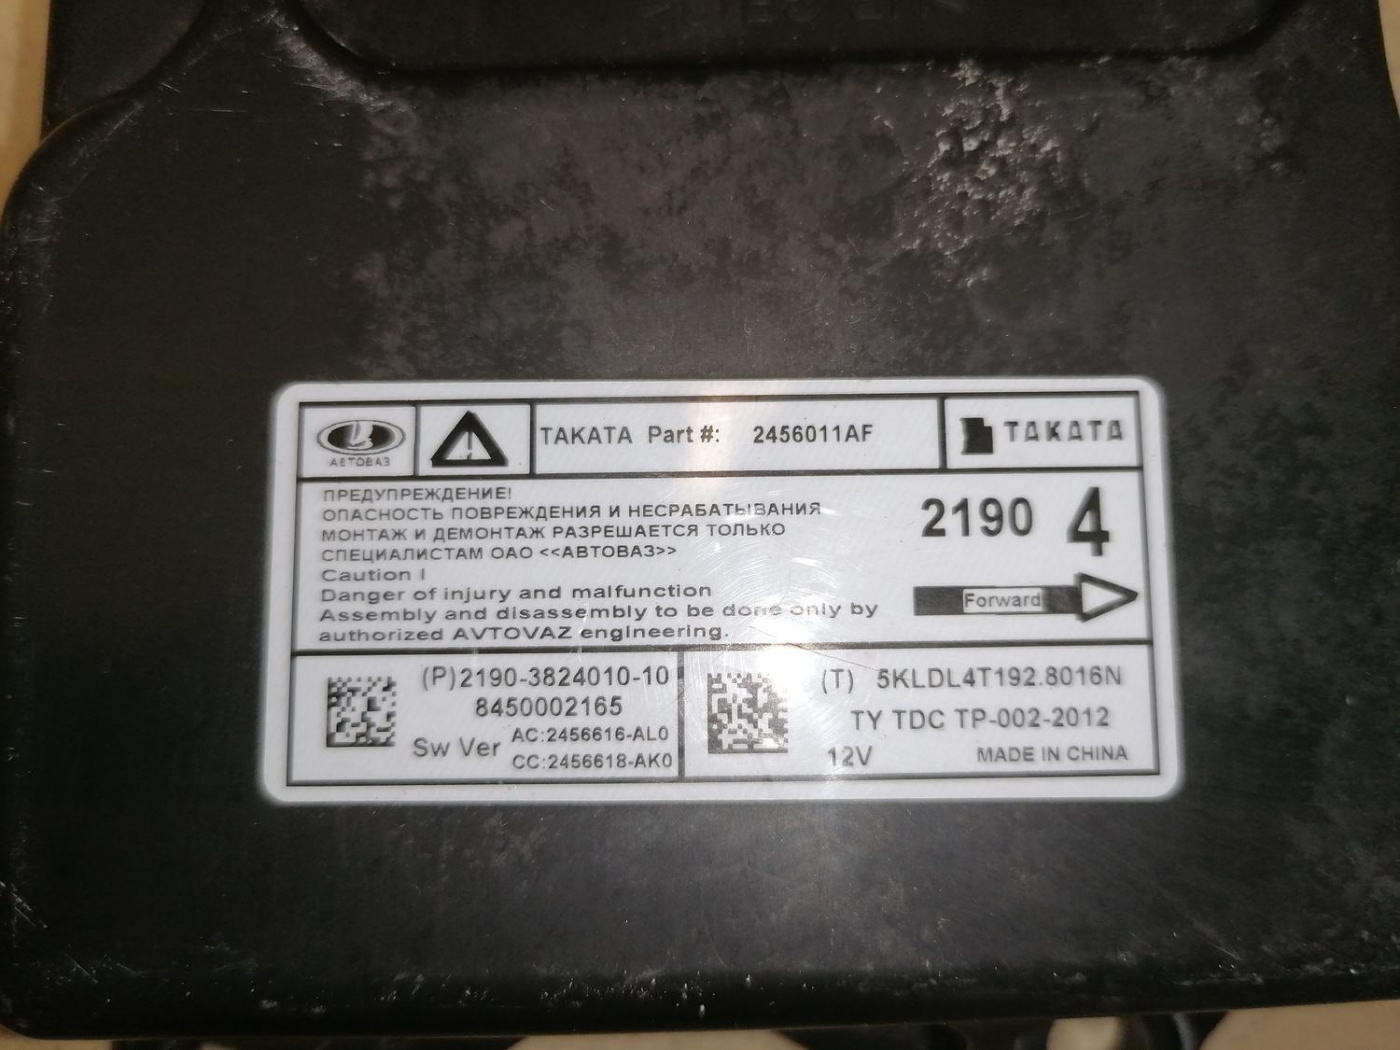 АВТОВАЗ
TAKATA Part #: 2456011AF
TAKATA
ПРЕДУПРЕЖДЕНИЕ!
ОПАСНОСТЬ ПОВРЕЖДЕНИЯ И НЕСРАБАТЫВАНИЯ
МОНТАЖ И ДЕМОНТАЖ РАЗРЕШАЕТСЯ ТОЛЬКО
СПЕЦИАЛИСТАМ ОАО <<АВТОВАЗ>>
Caution !
Danger of injury and malfunction
Assembly and disassembly to be done only by
authorized AVTOVAZ engineering.
2190 4
Forward
(P)2190-3824010-10
8450002165
Sw Ver
AC:2456616-AL0
CC:2456618-AK0
(T) 5KLDL4T192.8016N
TY TDC TP-002-2012
12V MADE IN CHINA